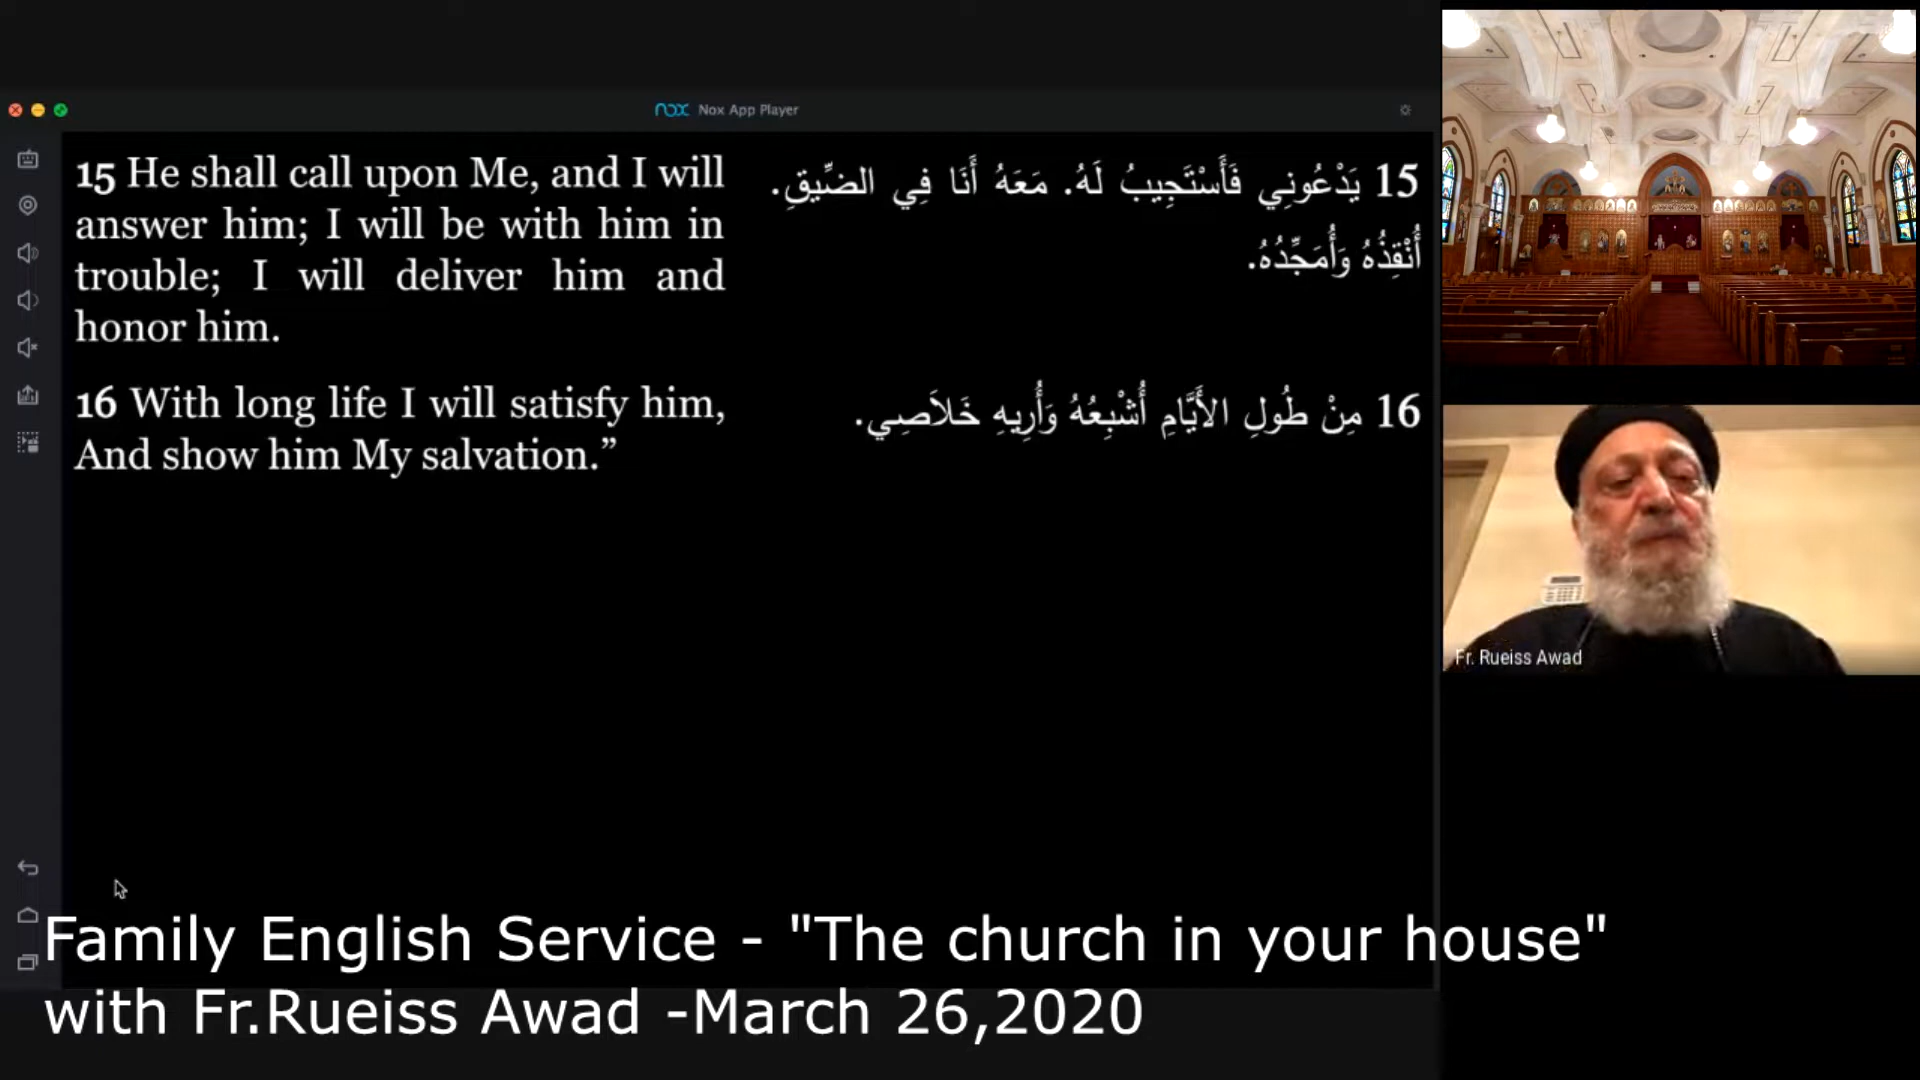 nox Nox App Player
15 He shall call upon Me, and I will
answer him; I will be with him in
trouble; I will deliver him and
honor him.
16 With long life I will satisfy him,
And show him My salvation.”
15 يَدْعُونِي فَأَسْتَجِيبُ لَهُ. مَعَهُ أَنَا فِي الضِّيقِ.
أُنْقِذُهُ وَأُمَجِّدُهُ.
16 مِنْ طُولِ الأَيَّامِ أُشْبِعُهُ وَأُرِيهِ خَلاَصِي.
Fr. Rueiss Awad
Family English Service - "The church in your house"
with Fr.Rueiss Awad -March 26,2020